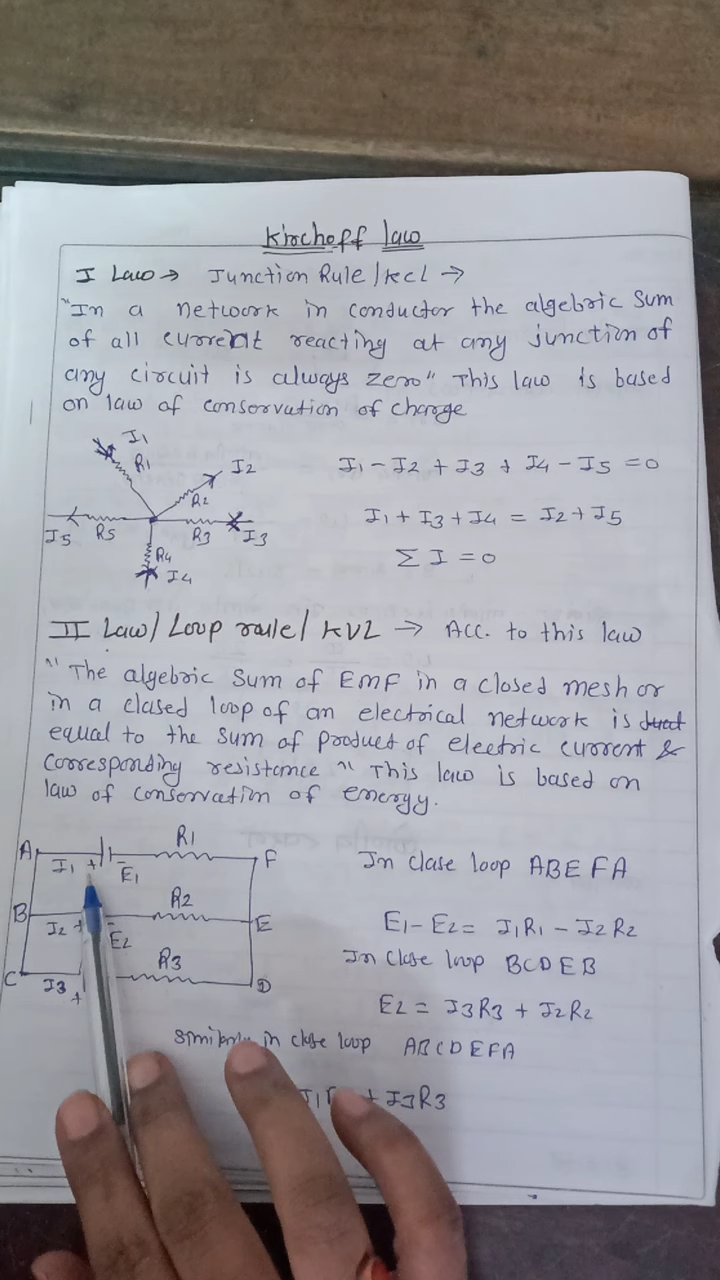 Kirchoff law
I Law → Junction Rule / KCL →
"In a network in conductor the algebric sum
of all current reacting at any junction of
any circuit is always zero" This law is based
on law of conservation of charge
I1
R1
I2
R2
I1 - I2 + I3 + I4 - I5 = 0
I5 R5 R3 I3
R4
I4
I1 + I3 + I4 = I2 + I5
Σ I = 0
II Law / Loop rule / KVL → Acc. to this law
"The algebric sum of EMF in a closed mesh or
in a clased loop of an electrical network is
equal to the sum of product of electric current &
corresponding resistance" This law is based on
law of conservation of energy.
A I1 + - E1 R1 F
B I2 + - E2 R2 E
C I3 + R3 D
In clase loop ABEFA
E1 - E2 = I1R1 - I2R2
In close loop BCDEB
E2 = I3R3 + I2R2
in close loop ABCDEFA
+ I3R3